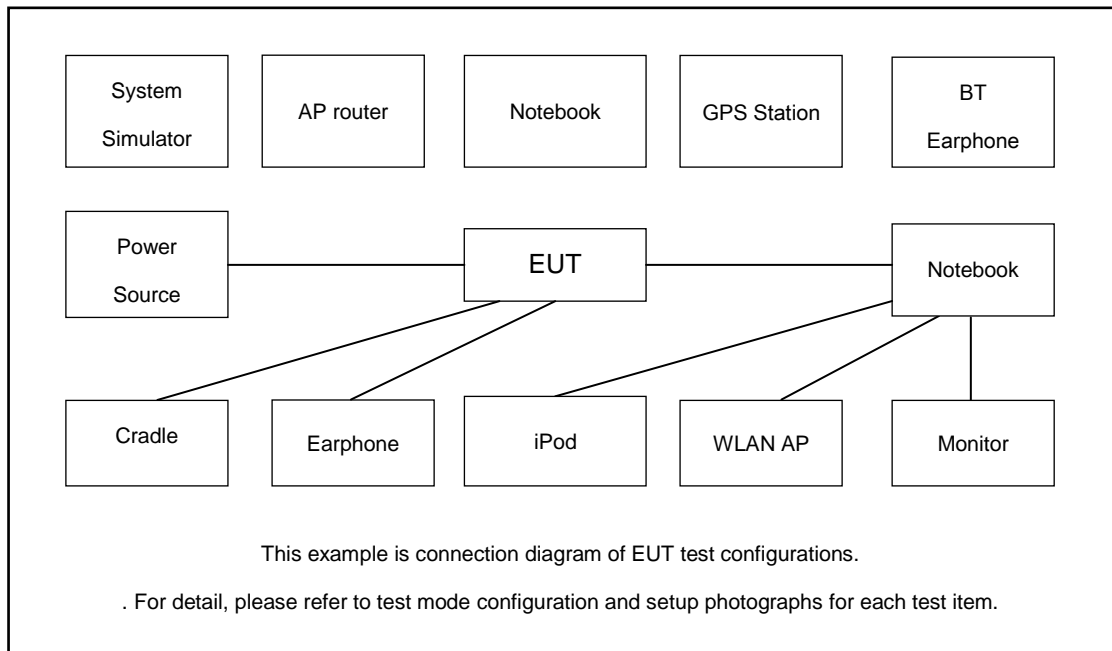 System
Simulator
AP router
Notebook
GPS Station
BT
Earphone
Power
Source
EUT
Notebook
Cradle
Earphone
iPod
WLAN AP
Monitor
This example is connection diagram of EUT test configurations.
. For detail, please refer to test mode configuration and setup photographs for each test item.